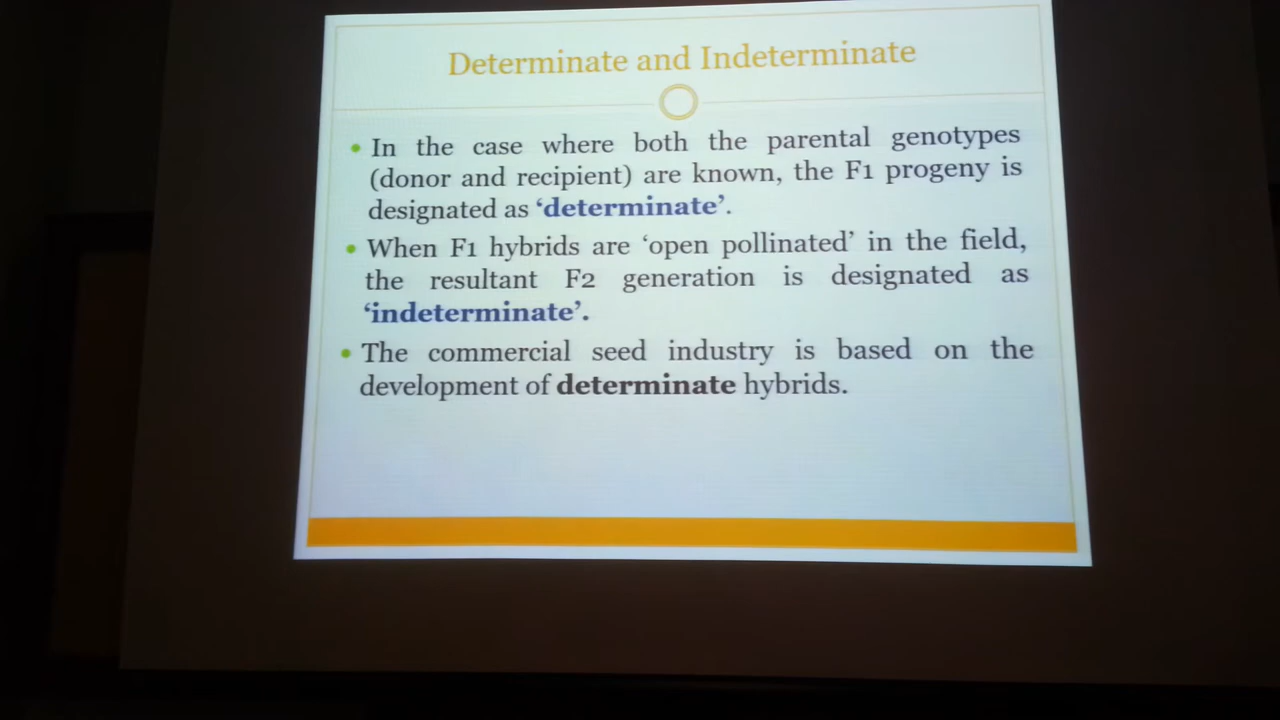 Determinate and Indeterminate
• In the case where both the parental genotypes
(donor and recipient) are known, the F1 progeny is
designated as ‘determinate’.
• When F1 hybrids are ‘open pollinated’ in the field,
the resultant F2 generation is designated as
‘indeterminate’.
• The commercial seed industry is based on the
development of determinate hybrids.